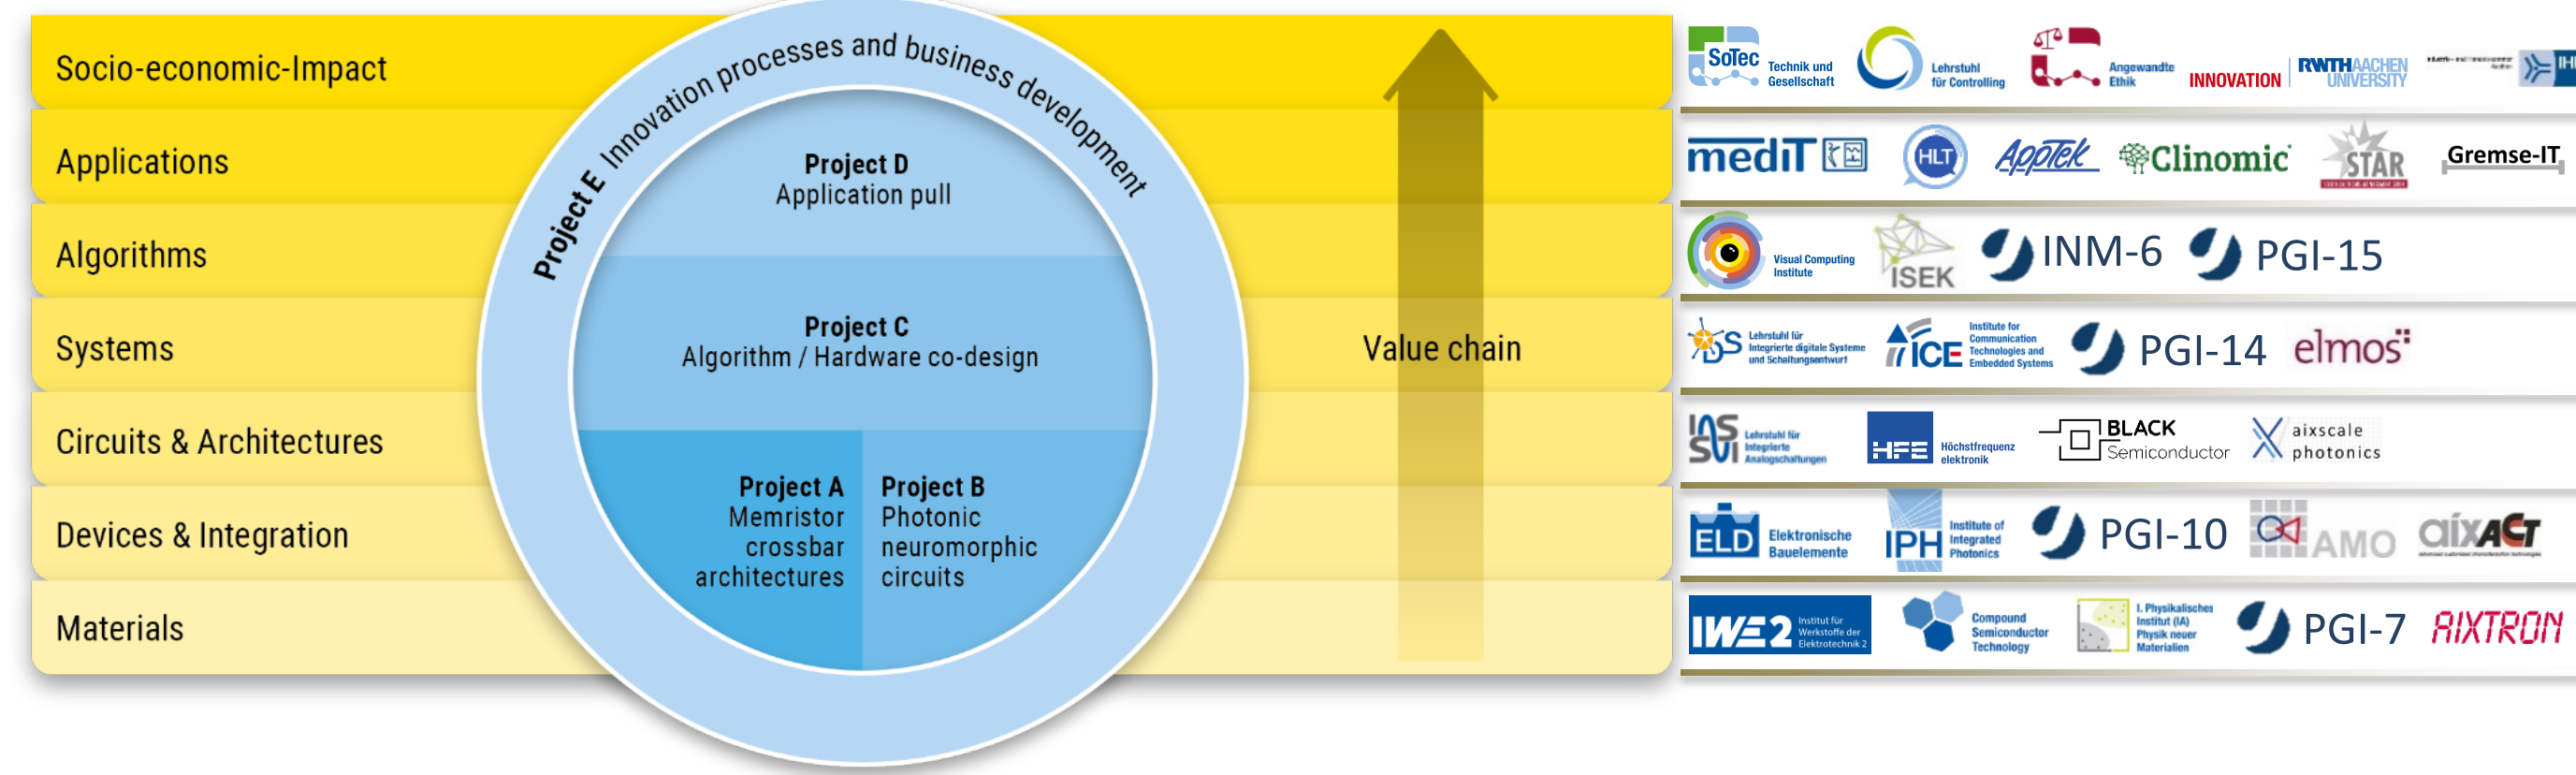 Socio-economic-Impact
Applications
Algorithms
Systems
Circuits & Architectures
Devices & Integration
Materials
Project E Innovation processes and business development
Project D
Application pull
Project C
Algorithm / Hardware co-design
Project A
Memristor
crossbar
architectures
Project B
Photonic
neuromorphic
circuits
Value chain
SoTec
Technik und
Gesellschaft
Lehrstuhl
für Controlling
Angewandte
Ethik
INNOVATION
RWTHAACHEN
UNIVERSITY
mediT
HLT
AppTek
Clinomic
STAR
Gremse-IT
Visual Computing
Institute
ISEK
INM-6
PGI-15
IDS
Lehrstuhl für
Integrierte digitale Systeme
und Schaltungsentwurf
ICE
Institute for
Communication
Technologies and
Embedded Systems
PGI-14
elmos
IAS
Lehrstuhl für
Integrierte
Analogschaltungen
HFE
Höchstfrequenz
elektronik
BLACK
Semiconductor
aixscale
photonics
ELD
Elektronische
Bauelemente
IPH
Institute of
Integrated
Photonics
PGI-10
AMO
aixACT
IWE2
Institut für
Werkstoffe der
Elektrotechnik 2
Compound
Semiconductor
Technology
I. Physikalisches
Institut (IA)
Physik neuer
Materialien
PGI-7
AIXTRON